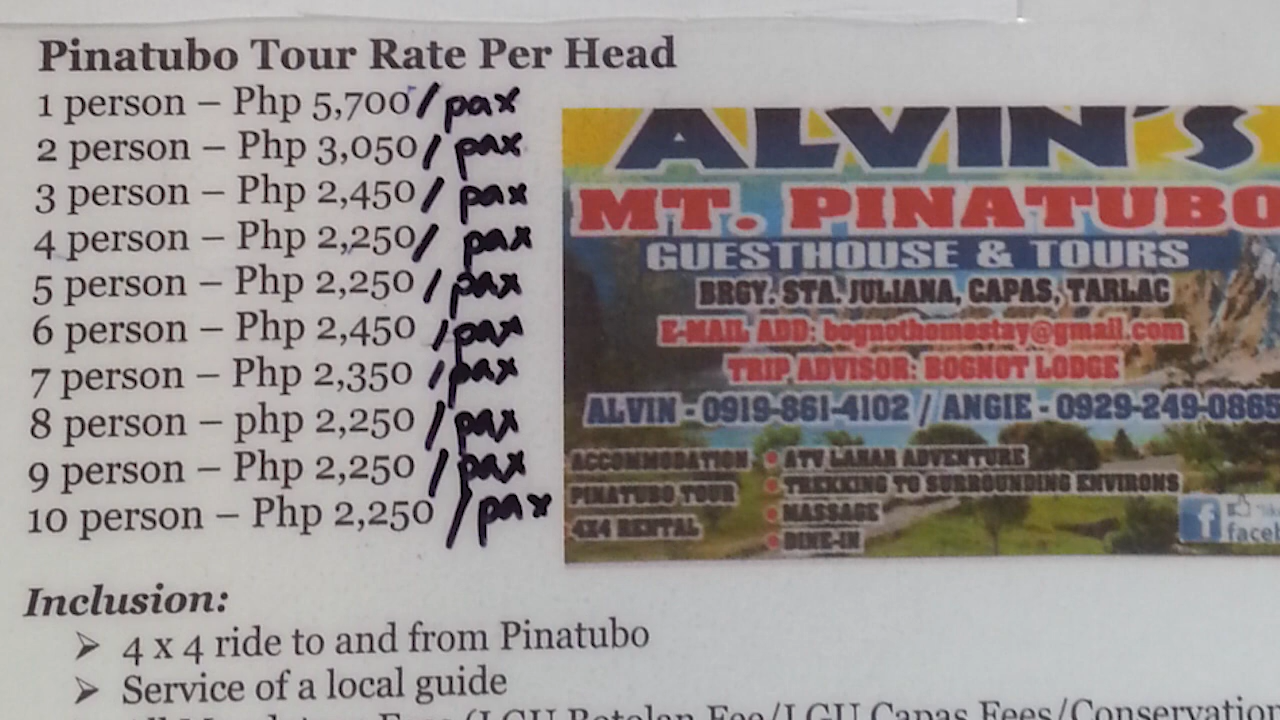 Pinatubo Tour Rate Per Head
1 person – Php 5,700 / pax
2 person – Php 3,050 / pax
3 person – Php 2,450 / pax
4 person – Php 2,250 / pax
5 person – Php 2,250 / pax
6 person – Php 2,450 / pax
7 person – Php 2,350 / pax
8 person – php 2,250 / pax
9 person – Php 2,250 / pax
10 person – Php 2,250 / pax
Inclusion:
➢ 4 x 4 ride to and from Pinatubo
➢ Service of a local guide
Fee/LGU Capas Fees/Conservation
ALVIN'S
MT. PINATUBO
GUESTHOUSE & TOURS
BRGY. STA. JULIANA, CAPAS, TARLAC
E-MAIL ADD: bognothomestay@gmail.com
TRIP ADVISOR: BOGNOT LODGE
ALVIN - 0919-861-4102 / ANGIE - 0929-249-0865
ACCOMMODATION • ATV LAHAR ADVENTURE
PINATUBO TOUR • TREKKING TO SURROUNDING ENVIRONS
4X4 RENTAL • MASSAGE
• DINE-IN
f